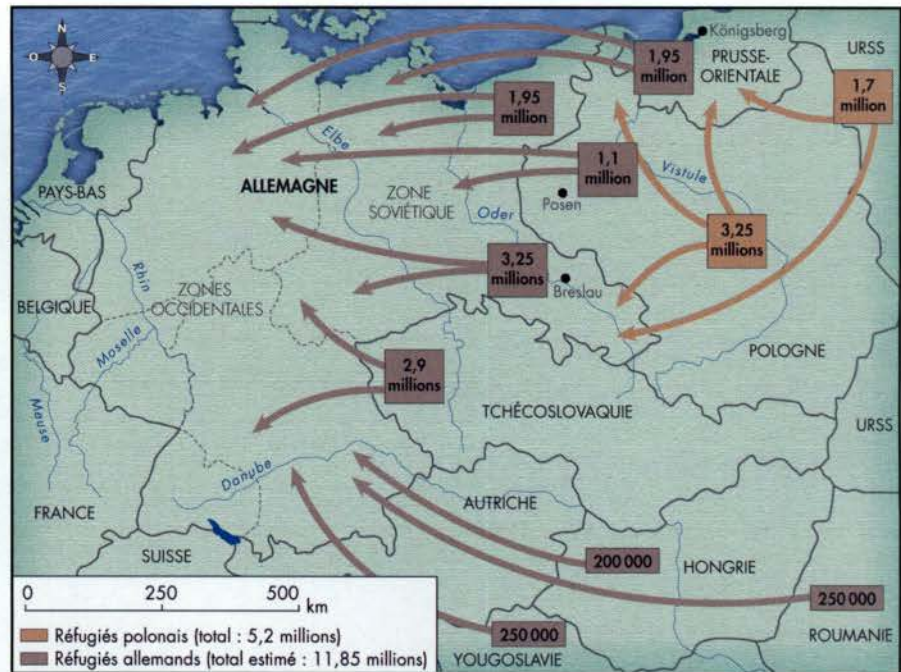 N
O
E
S
Königsberg
PRUSSE-
ORIENTALE
URSS
1,95
million
1,7
million
1,95
million
Elbe
1,1
million
Vistule
ALLEMAGNE
ZONE
SOVIÉTIQUE
Posen
PAYS-BAS
Oder
3,25
millions
3,25
millions
Breslau
Rhin
ZONES
OCCIDENTALES
BELGIQUE
Moselle
POLOGNE
2,9
millions
TCHÉCOSLOVAQUIE
Meuse
URSS
Danube
AUTRICHE
FRANCE
SUISSE
200 000
HONGRIE
250 000
ROUMANIE
0 250 500
km
250 000
YOUGOSLAVIE
Réfugiés polonais (total : 5,2 millions)
Réfugiés allemands (total estimé : 11,85 millions)